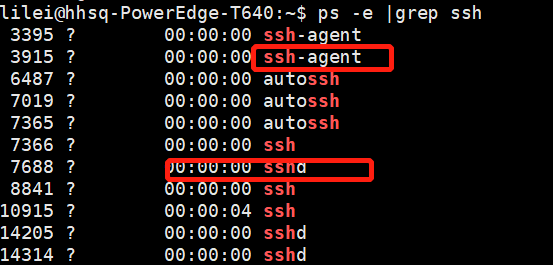 lilei@hhsq-PowerEdge-T640:~$ ps -e |grep ssh
3395 ? 00:00:00 ssh-agent
3915 ? 00:00:00 ssh-agent
6487 ? 00:00:00 autossh
7019 ? 00:00:00 autossh
7365 ? 00:00:00 autossh
7366 ? 00:00:00 ssh
7688 ? 00:00:00 sshd
8841 ? 00:00:00 ssh
10915 ? 00:00:04 ssh
14205 ? 00:00:00 sshd
14314 ? 00:00:00 sshd